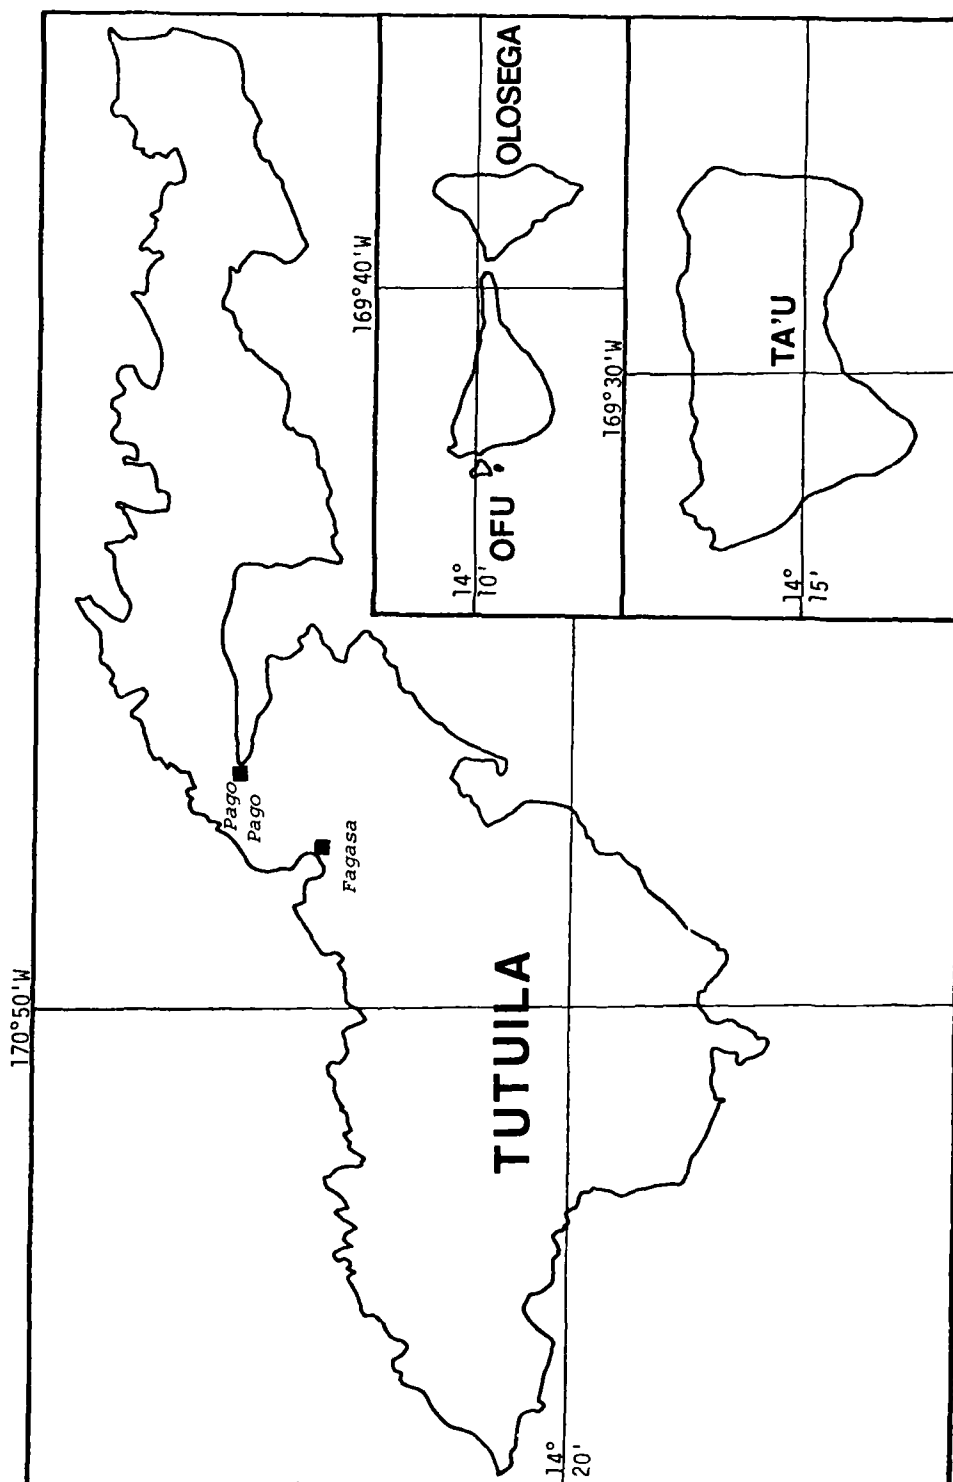 170°50'W
TUTUILA
Pago
Pago
Fagasa
14°
20'
169°40'W
OLOSEGA
14°
10'
OFU
169°30'W
TA'U
14°
15'